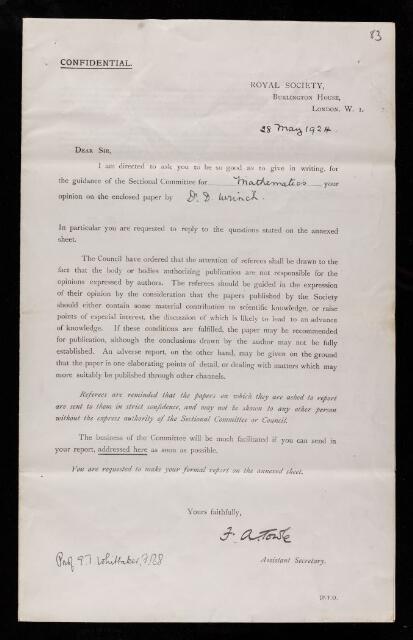 83
CONFIDENTIAL.
ROYAL SOCIETY,
BURLINGTON HOUSE,
LONDON, W. 1.
28 May 1924.
DEAR SIR,
I am directed to ask you to be so good as to give in writing, for
the guidance of the Sectional Committee for Mathematics your
opinion on the enclosed paper by Dr. D. Wrinch.
In particular you are requested to reply to the questions stated on the annexed
sheet.
The Council have ordered that the attention of referees shall be drawn to the
fact that the body or bodies authorizing publication are not responsible for the
opinions expressed by authors. The referees should be guided in the expression
of their opinion by the consideration that the papers published by the Society
should either contain some material contribution to scientific knowledge, or raise
points of especial interest, the discussion of which is likely to lead to an advance
of knowledge. If these conditions are fulfilled, the paper may be recommended
for publication, although the conclusions drawn by the author may not be fully
established. An adverse report, on the other hand, may be given on the ground
that the paper is one elaborating points of detail, or dealing with matters which may
more suitably be published through other channels.
Referees are reminded that the papers on which they are asked to report
are sent to them in strict confidence, and may not be shown to any other person
without the express authority of the Sectional Committee or Council.
The business of the Committee will be much facilitated if you can send in
your report, addressed here as soon as possible.
You are requested to make your formal report on the annexed sheet.
Yours faithfully,
F. A. Towle
Assistant Secretary.
Prof. E T Whittaker, FRS
[P.T.O.